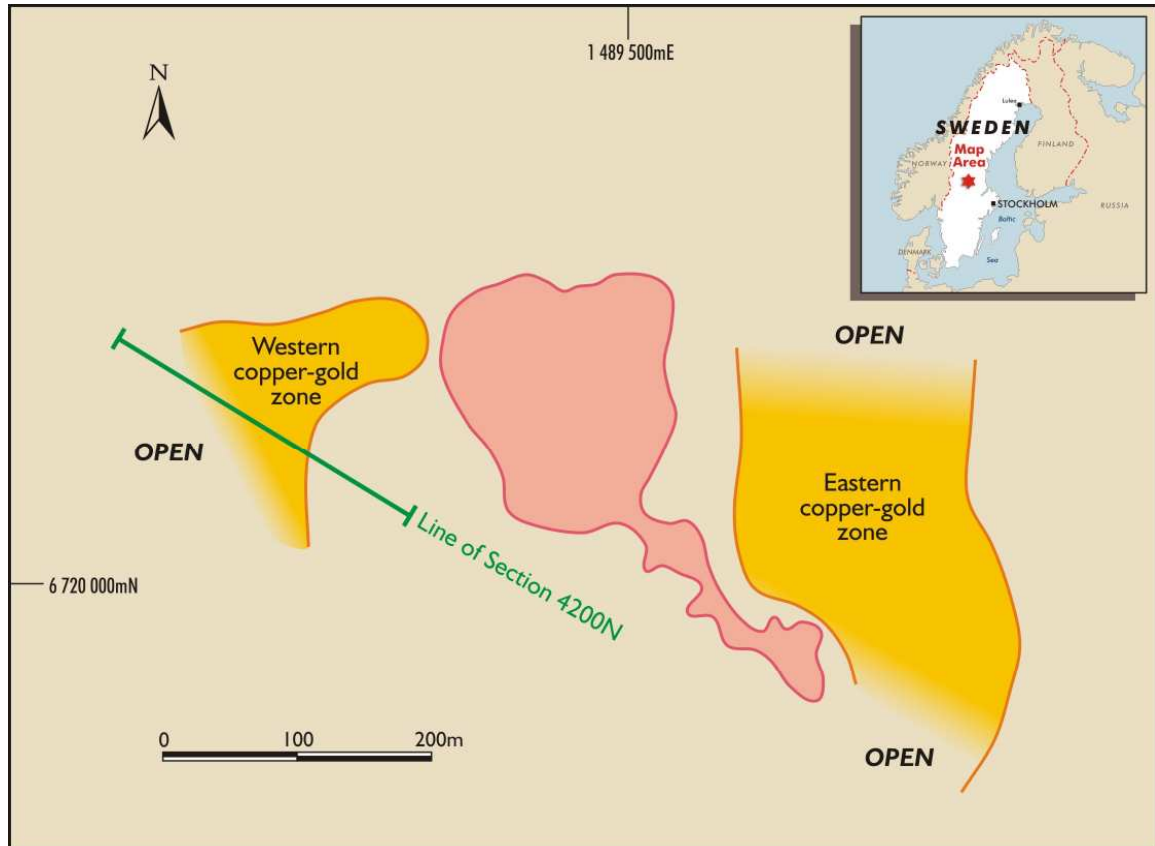 1 489 500mE
N
Luleå
SWEDEN
Map
Area
NORWAY
FINLAND
STOCKHOLM
RUSSIA
Baltic
DENMARK
Sea
OPEN
Western
copper-gold
zone
OPEN
Eastern
copper-gold
zone
Line of Section 4200N
6 720 000mN
0 100 200m
OPEN